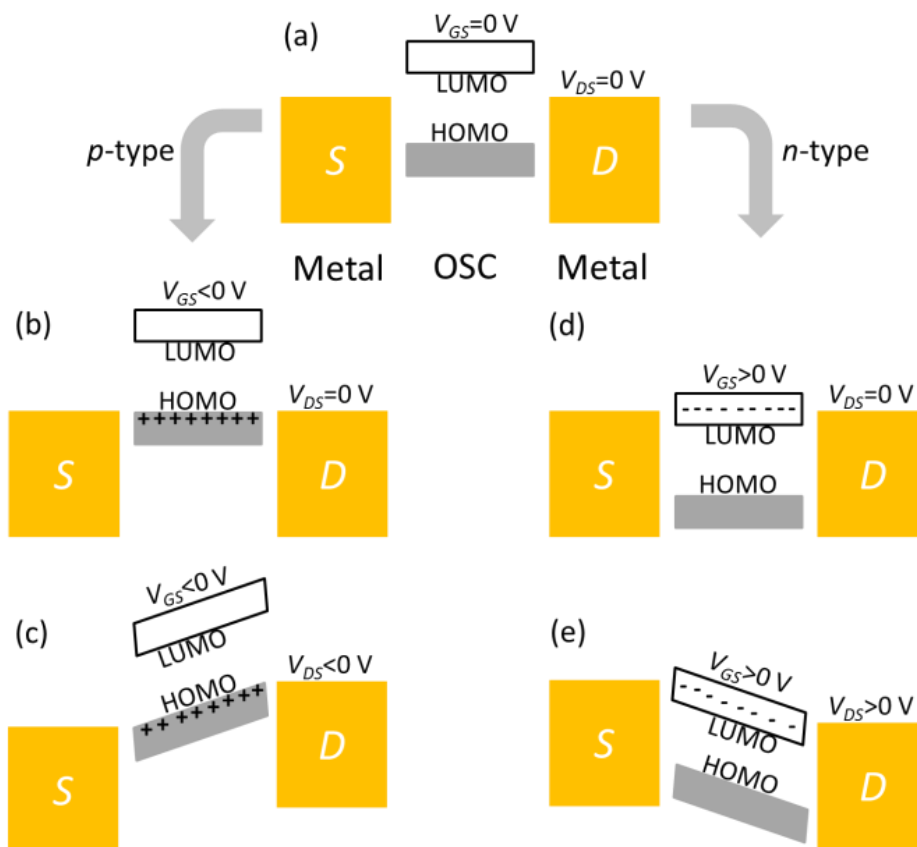 (a)
V_GS=0 V
LUMO
V_DS=0 V
HOMO
p-type
n-type
S
D
Metal OSC Metal
(b)
V_GS<0 V
LUMO
HOMO
V_DS=0 V
++++++++
S
D
(d)
V_GS>0 V
V_DS=0 V
---- ------
LUMO
HOMO
S
D
(c)
V_GS<0 V
LUMO
HOMO
V_DS<0 V
++++++++
S
D
(e)
V_GS>0 V
V_DS>0 V
--------
LUMO
HOMO
S
D